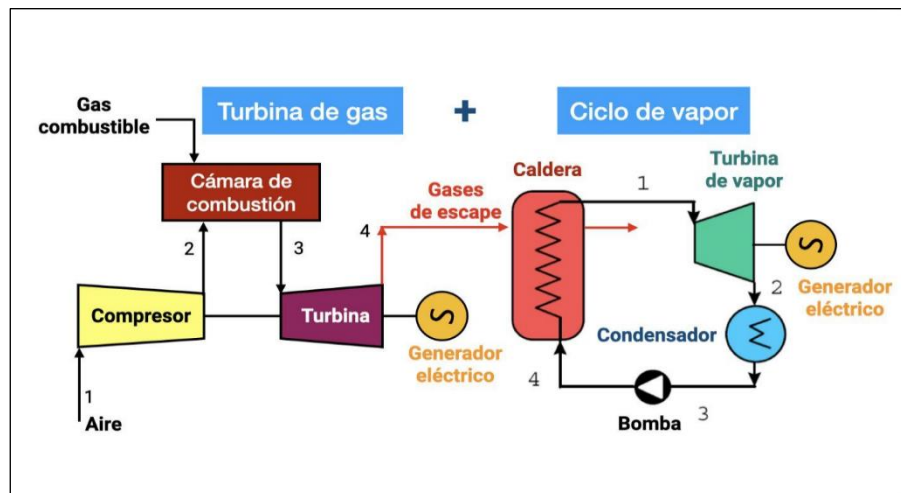 Turbina de gas
+
Ciclo de vapor
Gas
combustible
Cámara de
combustión
2
3
4
Gases
de escape
Caldera
1
Turbina
de vapor
Compresor
Turbina
Generador
eléctrico
1
Aire
2
Generador
eléctrico
Condensador
4
Bomba
3